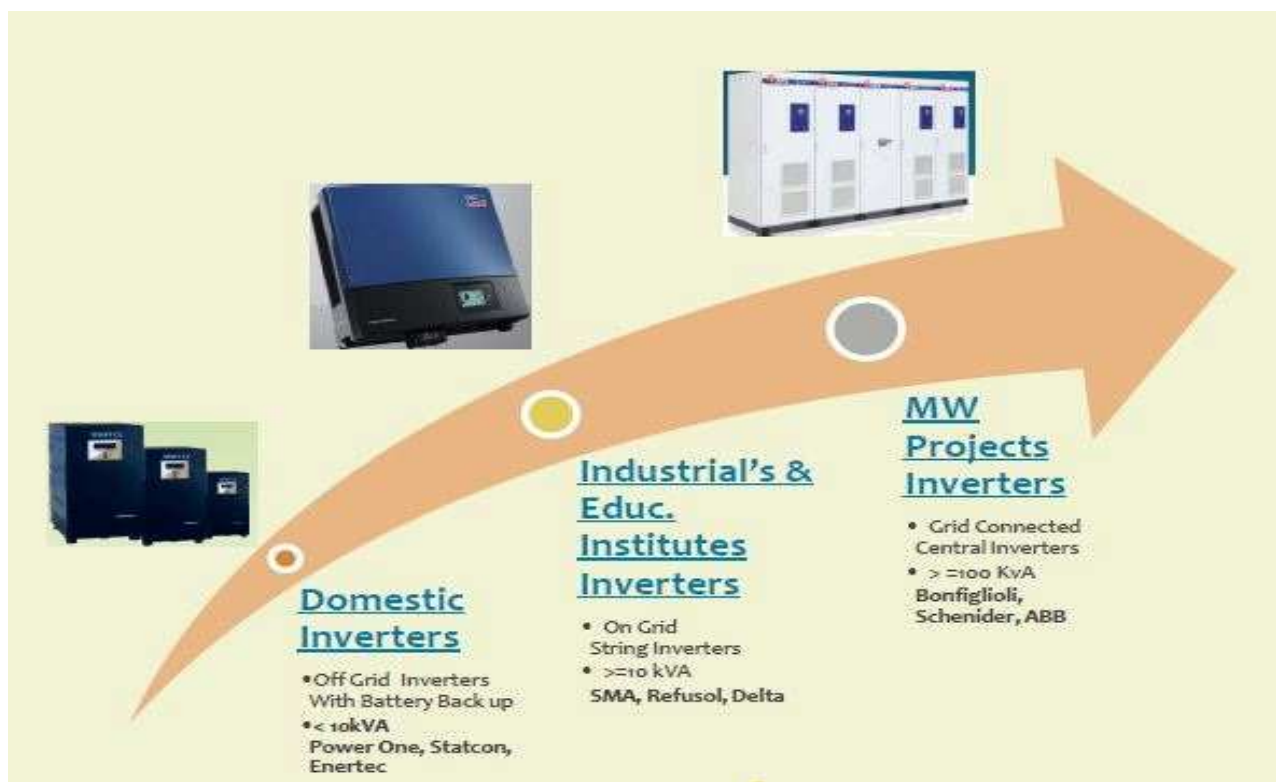 Domestic
Inverters
•Off Grid Inverters
With Battery Back up
•< 10kVA
Power One, Statcon,
Enertec
Industrial's &
Educ.
Institutes
Inverters
• On Grid
String Inverters
• >=10 kVA
SMA, Refusol, Delta
MW
Projects
Inverters
• Grid Connected
Central Inverters
• > =100 KvA
Bonfiglioli,
Schenider, ABB